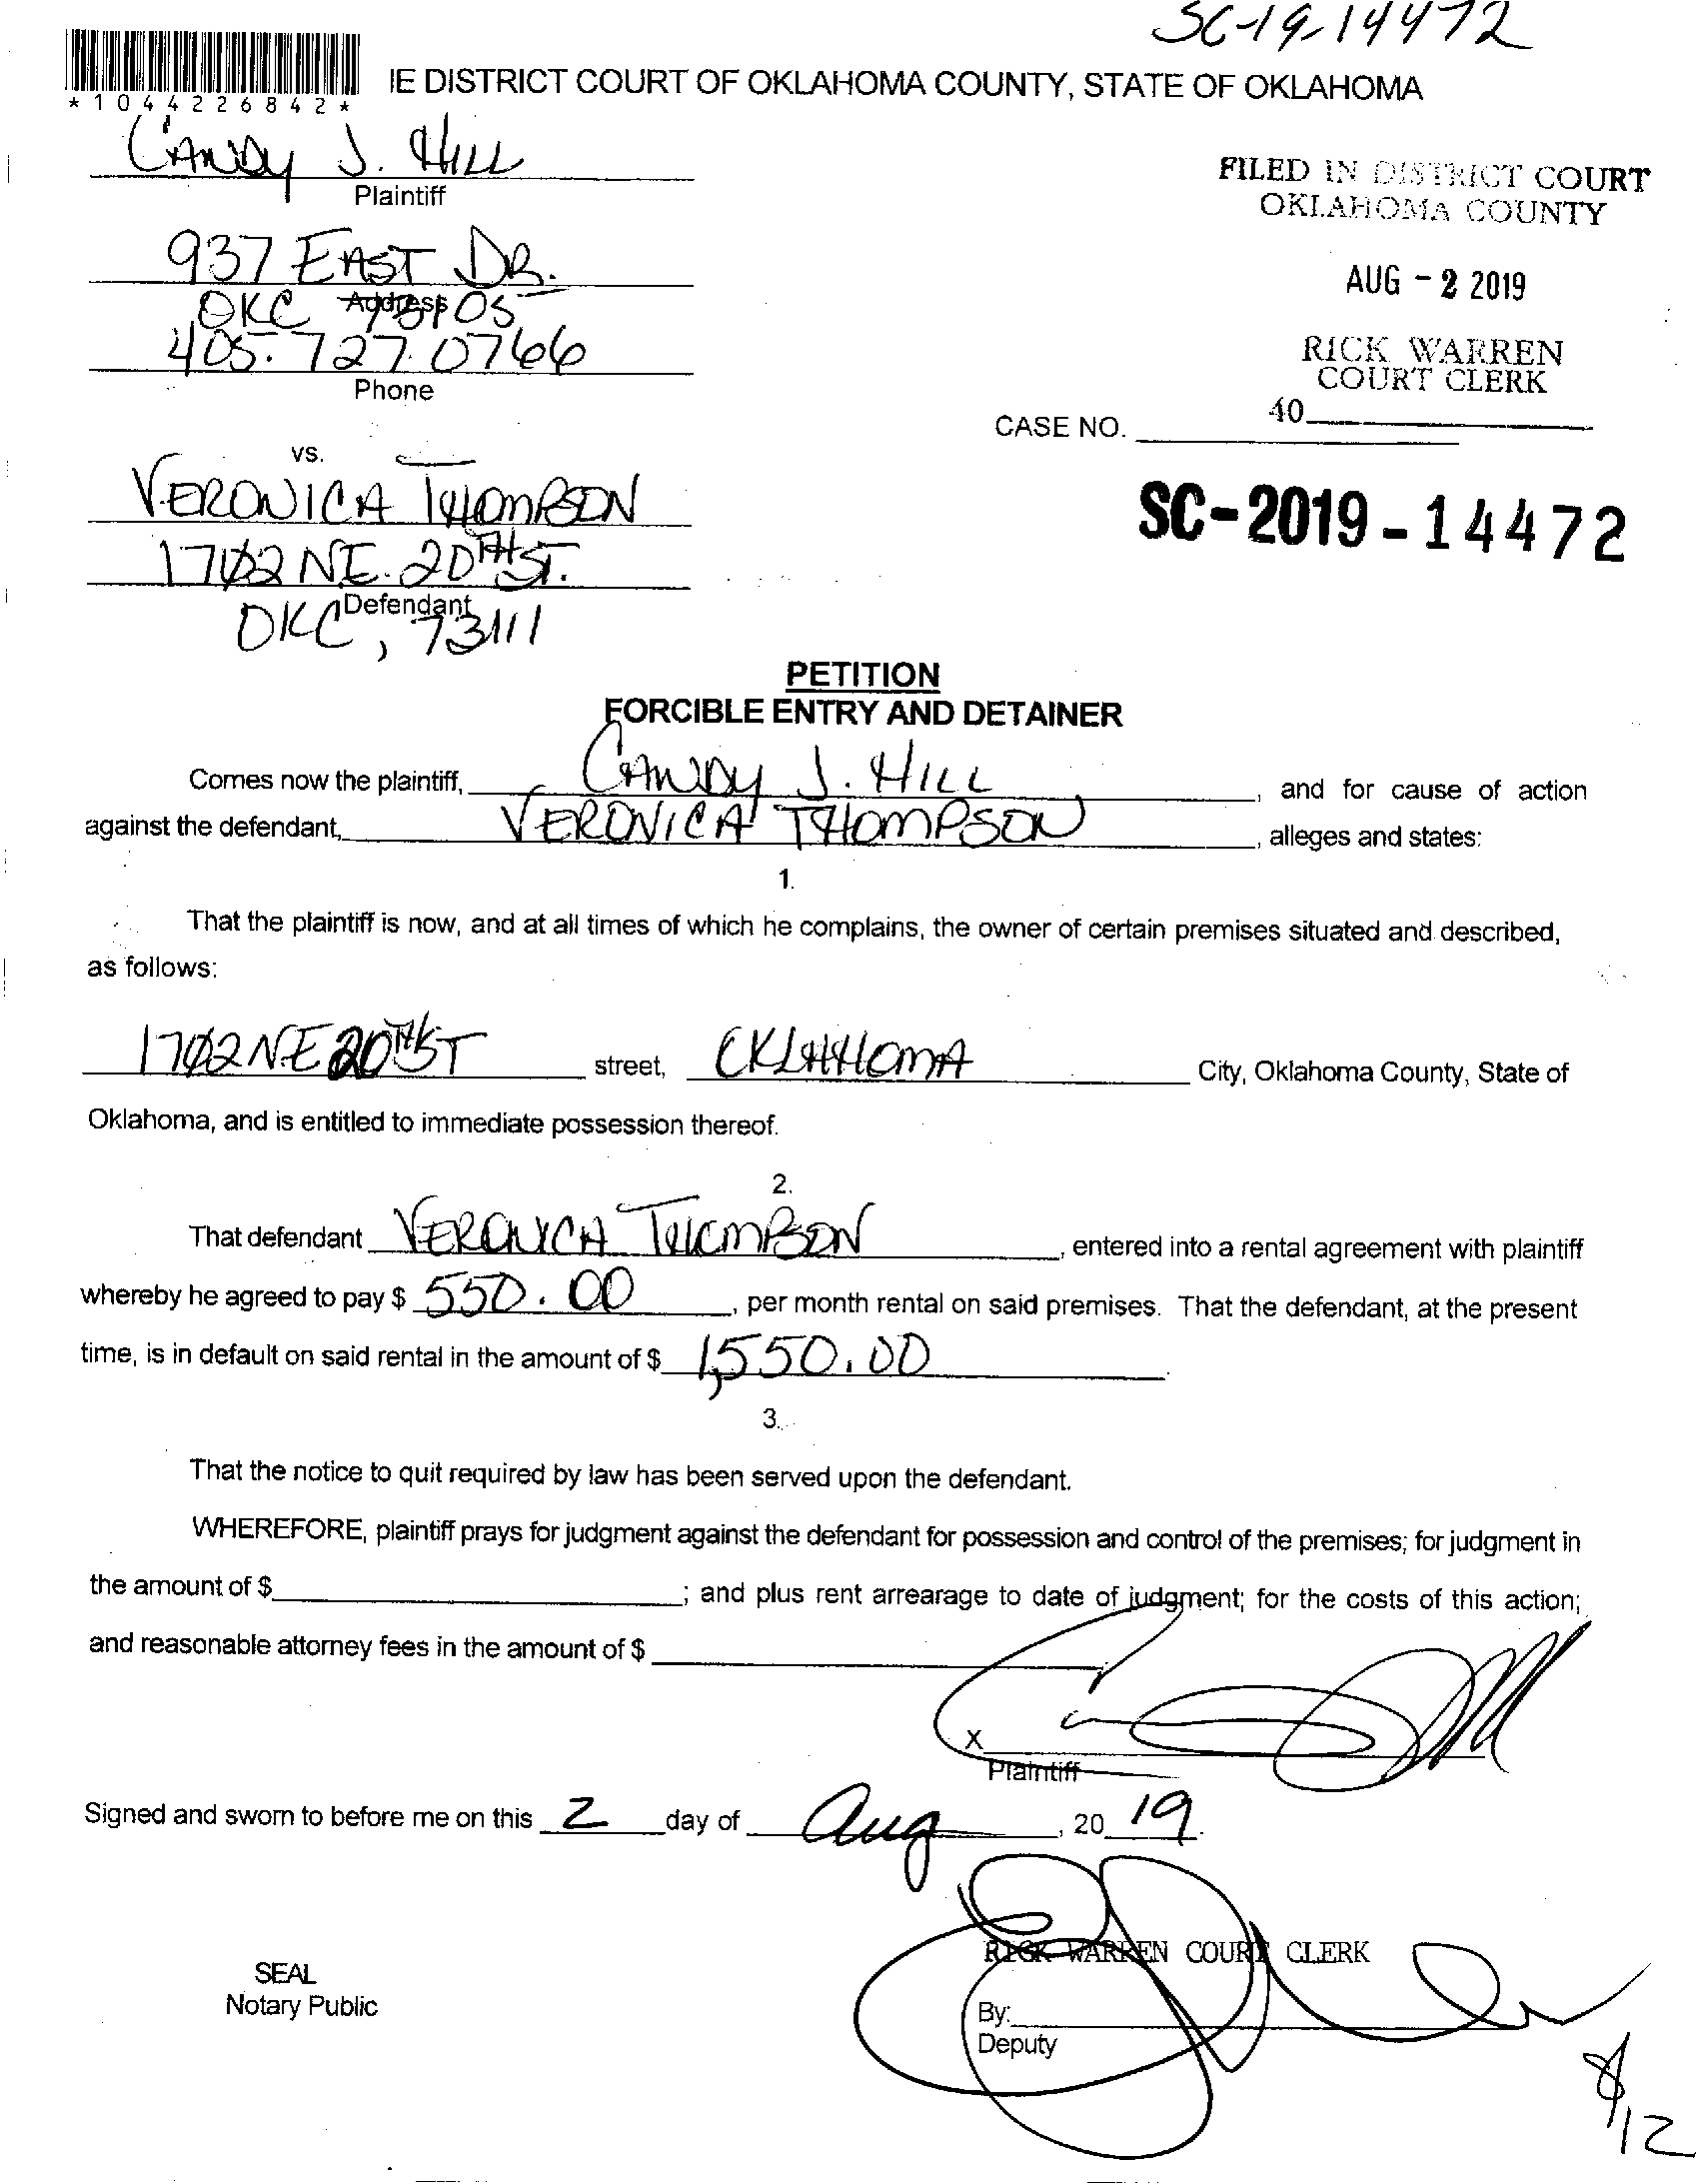 SC-19-14472
*1044226842*
IE DISTRICT COURT OF OKLAHOMA COUNTY, STATE OF OKLAHOMA
CANDY J. HILL
Plaintiff
FILED IN DISTRICT COURT
OKLAHOMA COUNTY
937 EAST DR.
Address
OKC 73105
AUG - 2 2019
405.727.0766
Phone
RICK WARREN
COURT CLERK
40
CASE NO.
vs.
VERONICA THOMPSON
SC-2019-14472
1702 NE. 20TH ST.
Defendant
OKC, 73111
PETITION
FORCIBLE ENTRY AND DETAINER
Comes now the plaintiff, CANDY J. HILL, and for cause of action
against the defendant, VERONICA THOMPSON, alleges and states:
1.
That the plaintiff is now, and at all times of which he complains, the owner of certain premises situated and described,
as follows:
1702 N.E 20TH ST street, OKLAHOMA City, Oklahoma County, State of
Oklahoma, and is entitled to immediate possession thereof.
2.
That defendant VERONICA THOMPSON, entered into a rental agreement with plaintiff
whereby he agreed to pay $ 550.00, per month rental on said premises. That the defendant, at the present
time, is in default on said rental in the amount of $ 1,550.00.
3.
That the notice to quit required by law has been served upon the defendant.
WHEREFORE, plaintiff prays for judgment against the defendant for possession and control of the premises; for judgment in
the amount of $; and plus rent arrearage to date of judgment; for the costs of this action;
and reasonable attorney fees in the amount of $
X
Plaintiff
Signed and sworn to before me on this 2 day of Aug, 20 19.
RICK WARREN COURT CLERK
SEAL
Notary Public
By:
Deputy
8/12